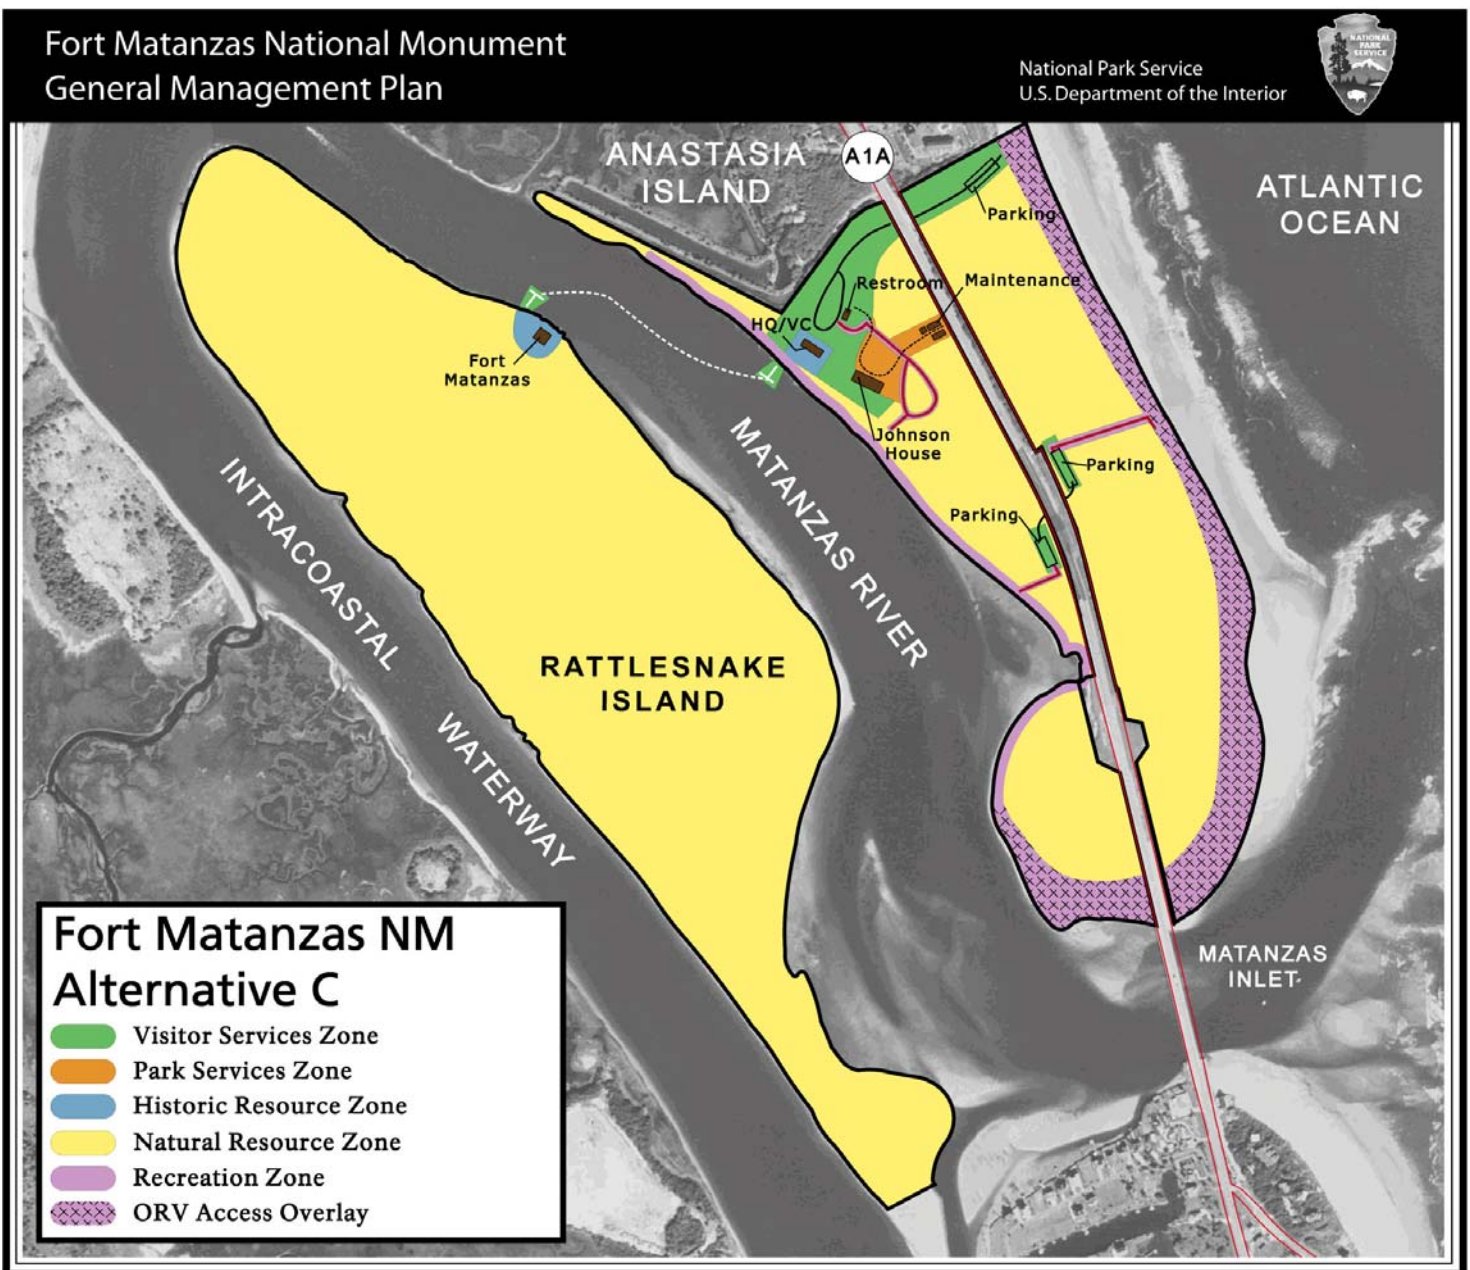 Fort Matanzas National Monument
General Management Plan
National Park Service
U.S. Department of the Interior
NATIONAL
PARK
SERVICE
ANASTASIA
ISLAND
A1A
ATLANTIC
OCEAN
Parking
Restroom
Maintenance
HQ/VC
Fort
Matanzas
Johnson
House
Parking
Parking
MATANZAS RIVER
INTRACOASTAL
WATERWAY
RATTLESNAKE
ISLAND
MATANZAS
INLET
Fort Matanzas NM
Alternative C
Visitor Services Zone
Park Services Zone
Historic Resource Zone
Natural Resource Zone
Recreation Zone
ORV Access Overlay